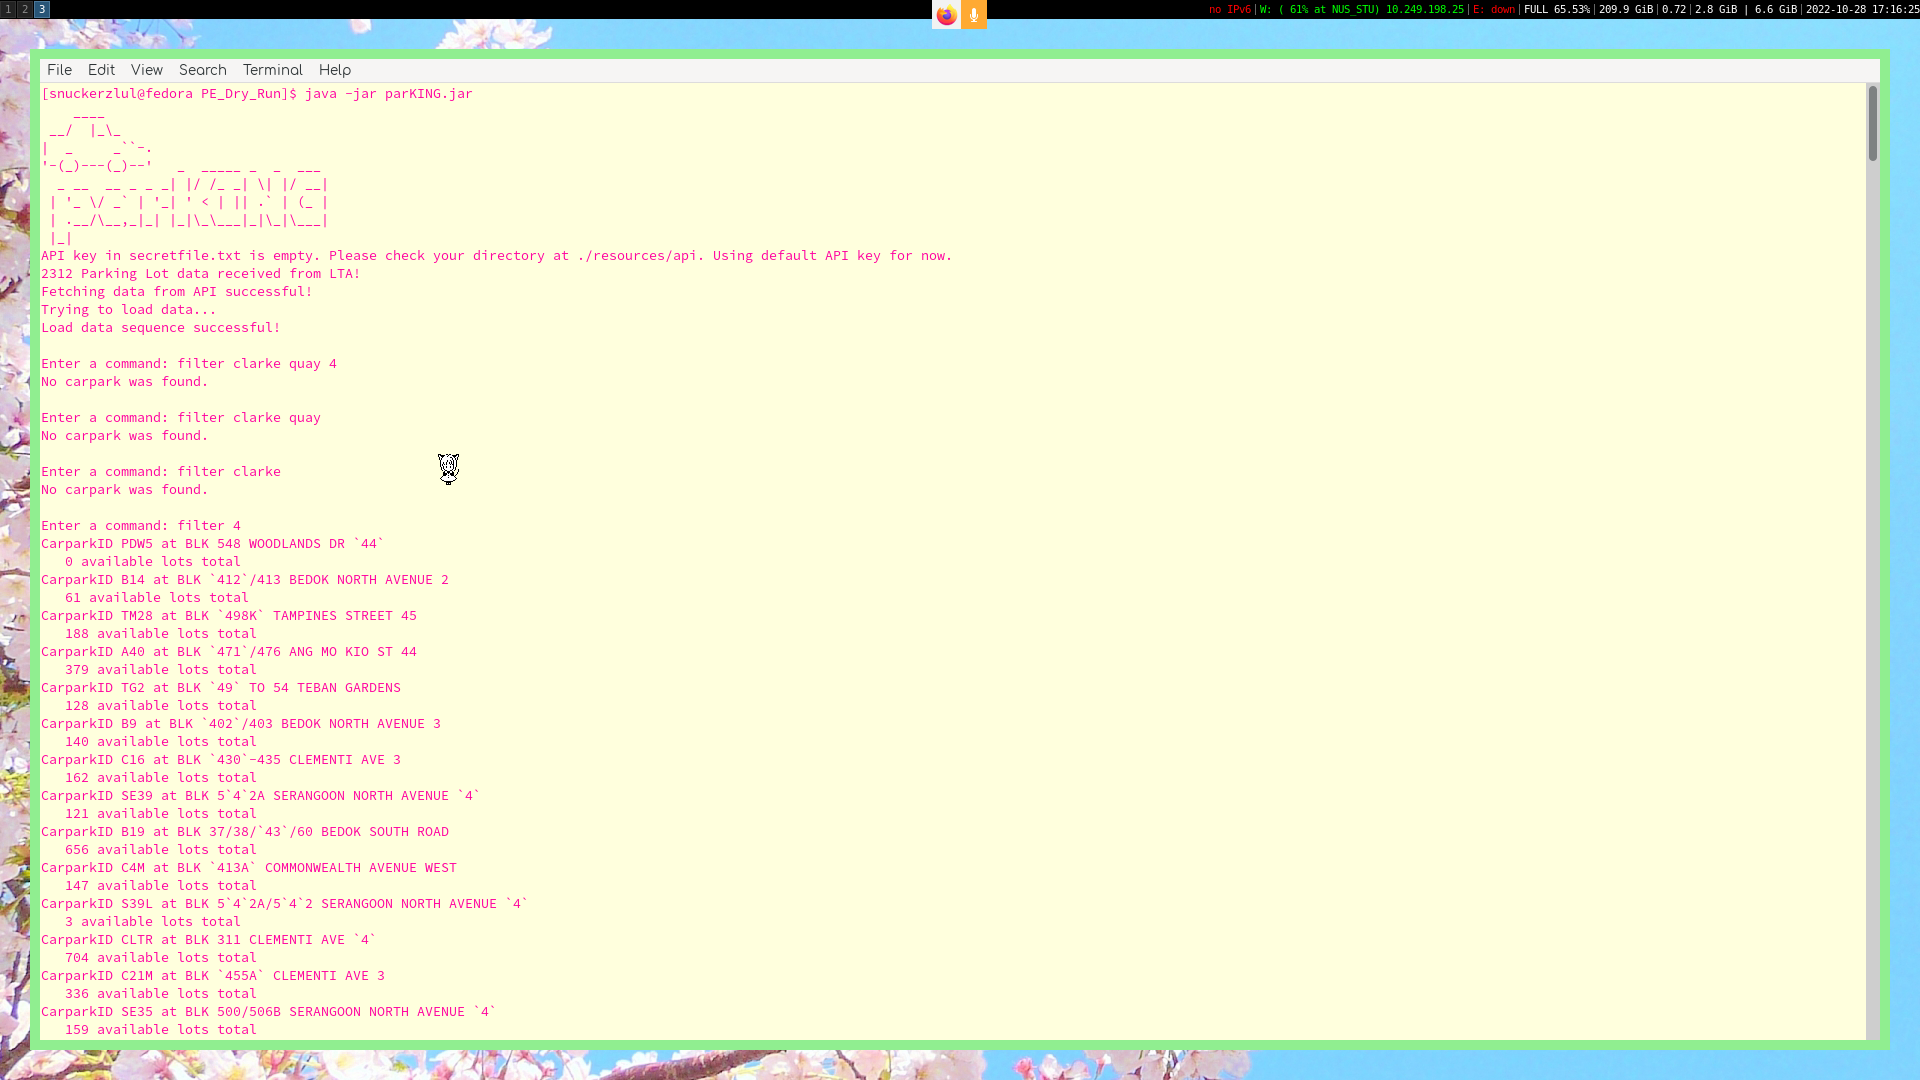 1 2 3
no IPv6|W: ( 61% at NUS_STU) 10.249.198.25|E: down|FULL 65.53%|209.9 GiB|0.72|2.8 GiB | 6.6 GiB|2022-10-28 17:16:25
File Edit View Search Terminal Help
[snuckerzlul@fedora PE_Dry_Run]$ java -jar parKING.jar
     ____
 __/  |_\_
|  _     _``-.
'-(_)---(_)--'   _  _____ _  _  ___
  _ __  __ _ _ _| |/ /_ _| \| |/ __|
 | '_ \/ _` | '_| ' < | || .` | (_ |
 | .__/\__,_|_| |_|\_\___|_|\_|\___|
 |_|
API key in secretfile.txt is empty. Please check your directory at ./resources/api. Using default API key for now.
2312 Parking Lot data received from LTA!
Fetching data from API successful!
Trying to load data...
Load data sequence successful!
Enter a command: filter clarke quay 4
No carpark was found.
Enter a command: filter clarke quay
No carpark was found.
Enter a command: filter clarke
No carpark was found.
Enter a command: filter 4
CarparkID PDW5 at BLK 548 WOODLANDS DR `44`
   0 available lots total
CarparkID B14 at BLK `412`/413 BEDOK NORTH AVENUE 2
   61 available lots total
CarparkID TM28 at BLK `498K` TAMPINES STREET 45
   188 available lots total
CarparkID A40 at BLK `471`/476 ANG MO KIO ST 44
   379 available lots total
CarparkID TG2 at BLK `49` TO 54 TEBAN GARDENS
   128 available lots total
CarparkID B9 at BLK `402`/403 BEDOK NORTH AVENUE 3
   140 available lots total
CarparkID C16 at BLK `430`-435 CLEMENTI AVE 3
   162 available lots total
CarparkID SE39 at BLK 5`4`2A SERANGOON NORTH AVENUE `4`
   121 available lots total
CarparkID B19 at BLK 37/38/`43`/60 BEDOK SOUTH ROAD
   656 available lots total
CarparkID C4M at BLK `413A` COMMONWEALTH AVENUE WEST
   147 available lots total
CarparkID S39L at BLK 5`4`2A/5`4`2 SERANGOON NORTH AVENUE `4`
   3 available lots total
CarparkID CLTR at BLK 311 CLEMENTI AVE `4`
   704 available lots total
CarparkID C21M at BLK `455A` CLEMENTI AVE 3
   336 available lots total
CarparkID SE35 at BLK 500/506B SERANGOON NORTH AVENUE `4`
   159 available lots total